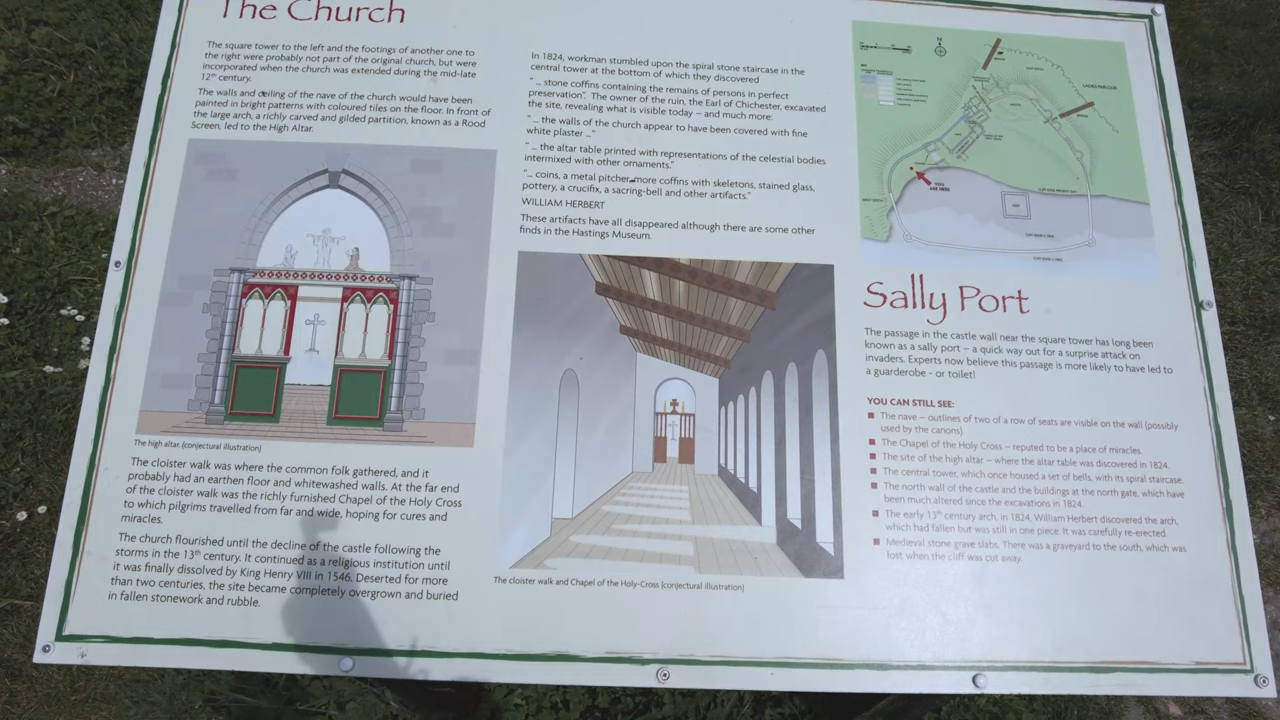 The Church
The square tower to the left and the footings of another one to
the right were probably not part of the original church, but were
incorporated when the church was extended during the mid-late
12th century.
The walls and ceiling of the nave of the church would have been
painted in bright patterns with coloured tiles on the floor. In front of
the large arch, a richly carved and gilded partition, known as a Rood
Screen, led to the High Altar.
The high altar. (conjectural illustration)
The cloister walk was where the common folk gathered, and it
probably had an earthen floor and whitewashed walls. At the far end
of the cloister walk was the richly furnished Chapel of the Holy Cross
to which pilgrims travelled from far and wide, hoping for cures and
miracles.
The church flourished until the decline of the castle following the
storms in the 13th century. It continued as a religious institution until
it was finally dissolved by King Henry VIII in 1546. Deserted for more
than two centuries, the site became completely overgrown and buried
in fallen stonework and rubble.
In 1824, workman stumbled upon the spiral stone staircase in the
central tower at the bottom of which they discovered
"... stone coffins containing the remains of persons in perfect
preservation". The owner of the ruin, the Earl of Chichester, excavated
the site, revealing what is visible today – and much more:
"... the walls of the church appear to have been covered with fine
white plaster ..."
"... the altar table printed with representations of the celestial bodies
intermixed with other ornaments."
"... coins, a metal pitcher, more coffins with skeletons, stained glass,
pottery, a crucifix, a sacring-bell and other artifacts."
WILLIAM HERBERT
These artifacts have all disappeared although there are some other
finds in the Hastings Museum.
The cloister walk and Chapel of the Holy-Cross (conjectural illustration)
N
LADIES PARLOUR
YOU
ARE HERE
Sally Port
The passage in the castle wall near the square tower has long been
known as a sally port – a quick way out for a surprise attack on
invaders. Experts now believe this passage is more likely to have led to
a guarderobe - or toilet!
YOU CAN STILL SEE:
The nave – outlines of two of a row of seats are visible on the wall (possibly
used by the canons).
The Chapel of the Holy Cross – reputed to be a place of miracles.
The site of the high altar – where the altar table was discovered in 1824.
The central tower, which once housed a set of bells, with its spiral staircase.
The north wall of the castle and the buildings at the north gate, which have
been much altered since the excavations in 1824.
The early 13th century arch, in 1824, William Herbert discovered the arch,
which had fallen but was still in one piece. It was carefully re-erected.
Medieval stone grave slabs. There was a graveyard to the south, which was
lost when the cliff was cut away.